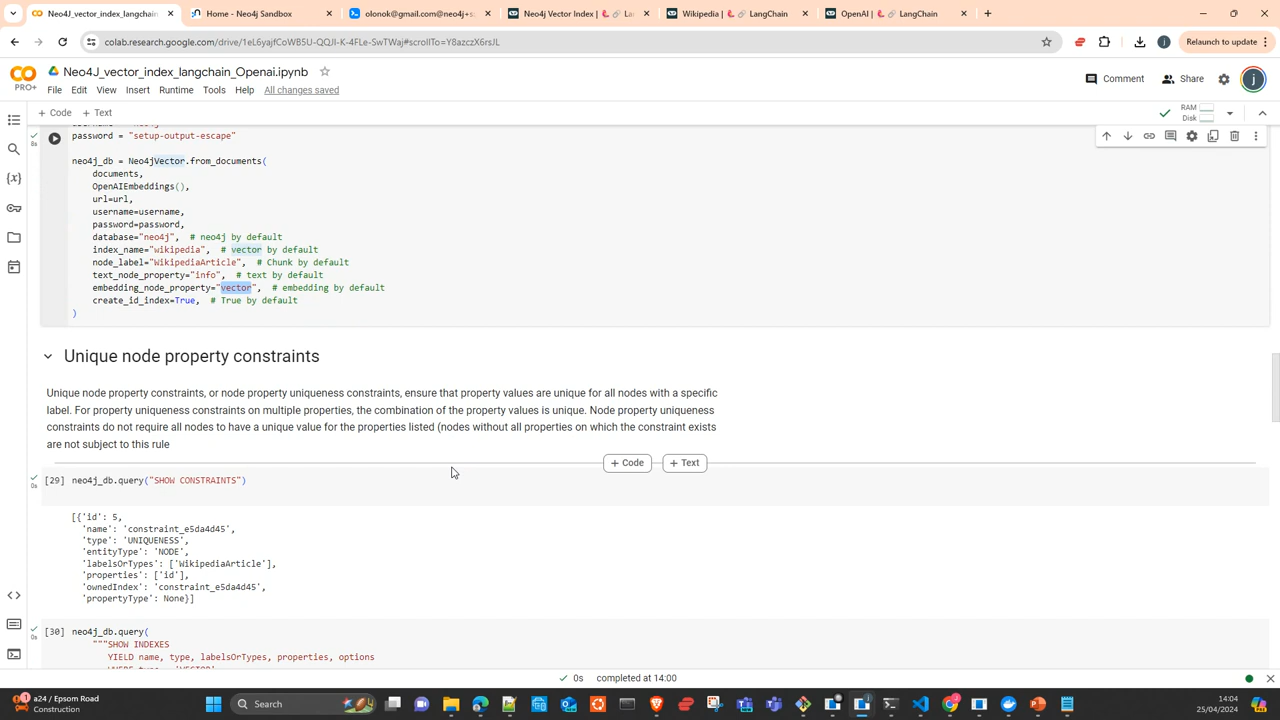 Neo4J_vector_index_langchain_
Home - Neo4j Sandbox
olonok@gmail.com@neo4j+s:
Neo4j Vector Index | 🦜️🔗 La
Wikipedia | 🦜️🔗 LangChain
OpenAI | 🦜️🔗 LangChain
colab.research.google.com/drive/1eL6yajfCoWB5U-QQJI-K-4FLe-SwTWaj#scrollTo=Y8azczX6rsJL
Relaunch to update
Neo4J_vector_index_langchain_Openai.ipynb
PRO+
File Edit View Insert Runtime Tools Help All changes saved
Comment Share
j
+ Code + Text
RAM
Disk
8s
password = "setup-output-escape"
neo4j_db = Neo4jVector.from_documents(
documents,
OpenAIEmbeddings(),
url=url,
username=username,
password=password,
database="neo4j", # neo4j by default
index_name="wikipedia", # vector by default
node_label="WikipediaArticle", # Chunk by default
text_node_property="info", # text by default
embedding_node_property="vector", # embedding by default
create_id_index=True, # True by default
)
Unique node property constraints
Unique node property constraints, or node property uniqueness constraints, ensure that property values are unique for all nodes with a specific
label. For property uniqueness constraints on multiple properties, the combination of the property values is unique. Node property uniqueness
constraints do not require all nodes to have a unique value for the properties listed (nodes without all properties on which the constraint exists
are not subject to this rule
+ Code + Text
0s
[29] neo4j_db.query("SHOW CONSTRAINTS")
[{'id': 5,
'name': 'constraint_e5da4d45',
'type': 'UNIQUENESS',
'entityType': 'NODE',
'labelsOrTypes': ['WikipediaArticle'],
'properties': ['id'],
'ownedIndex': 'constraint_e5da4d45',
'propertyType': None}]
0s
[30] neo4j_db.query(
"""SHOW INDEXES
YIELD name, type, labelsOrTypes, properties, options
0s completed at 14:00
a24 / Epsom Road
Construction
Search
14:04
25/04/2024